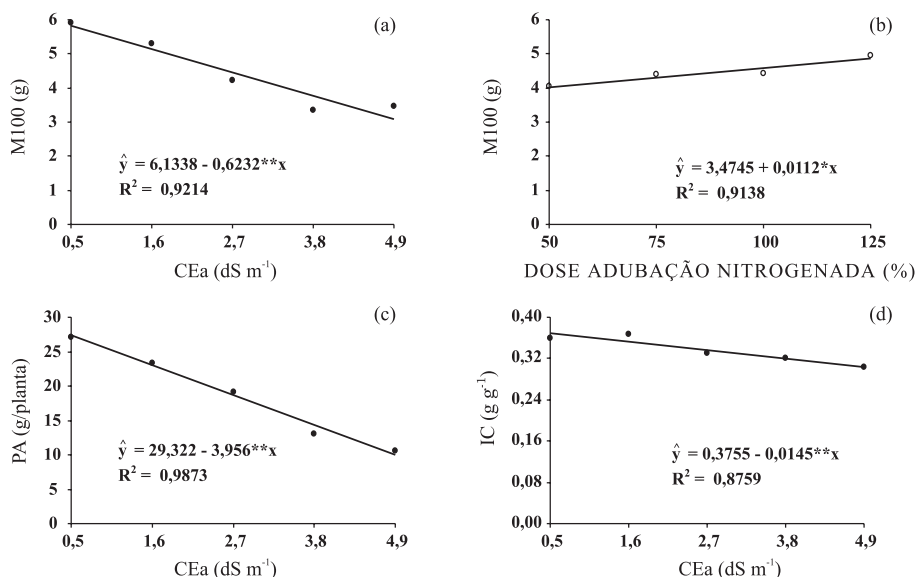 (a)
M100 (g)
6
5
4
3
2
1
0
ŷ = 6,1338 - 0,6232**x
R² = 0,9214
0,5 1,6 2,7 3,8 4,9
CEa (dS m⁻¹)
(b)
M100 (g)
6
5
4
3
2
1
0
ŷ = 3,4745 + 0,0112*x
R² = 0,9138
50 75 100 125
DOSE ADUBAÇÃO NITROGENADA (%)
(c)
PA (g/planta)
30
25
20
15
10
5
0
ŷ = 29,322 - 3,956**x
R² = 0,9873
0,5 1,6 2,7 3,8 4,9
CEa (dS m⁻¹)
(d)
IC (g g⁻¹)
0,40
0,32
0,24
0,16
0,08
0,00
ŷ = 0,3755 - 0,0145**x
R² = 0,8759
0,5 1,6 2,7 3,8 4,9
CEa (dS m⁻¹)